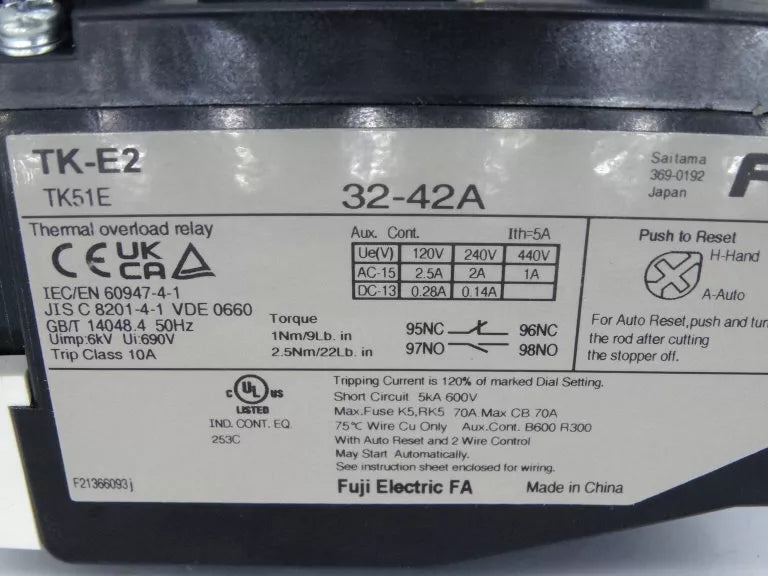 TK-E2
TK51E
32-42A
Saitama
369-0192
Japan
F
Thermal overload relay
CE UK CA
IEC/EN 60947-4-1
JIS C 8201-4-1 VDE 0660
GB/T 14048.4 50Hz
Uimp:6kV Ui:690V
Trip Class 10A
Torque
1Nm/9Lb. in
2.5Nm/22Lb. in
Aux. Cont. Ith=5A
Ue(V) 120V 240V 440V
AC-15 2.5A 2A 1A
DC-13 0.28A 0.14A
95NC 96NC
97NO 98NO
Push to Reset
H-Hand
A-Auto
For Auto Reset,push and turn
the rod after cutting
the stopper off.
c UL us
LISTED
IND. CONT. EQ.
253C
Tripping Current is 120% of marked Dial Setting.
Short Circuit 5kA 600V
Max.Fuse K5,RK5 70A Max CB 70A
75℃ Wire Cu Only Aux.Cont. B600 R300
With Auto Reset and 2 Wire Control
May Start Automatically.
See instruction sheet enclosed for wiring.
F21366093j
Fuji Electric FA Made in China